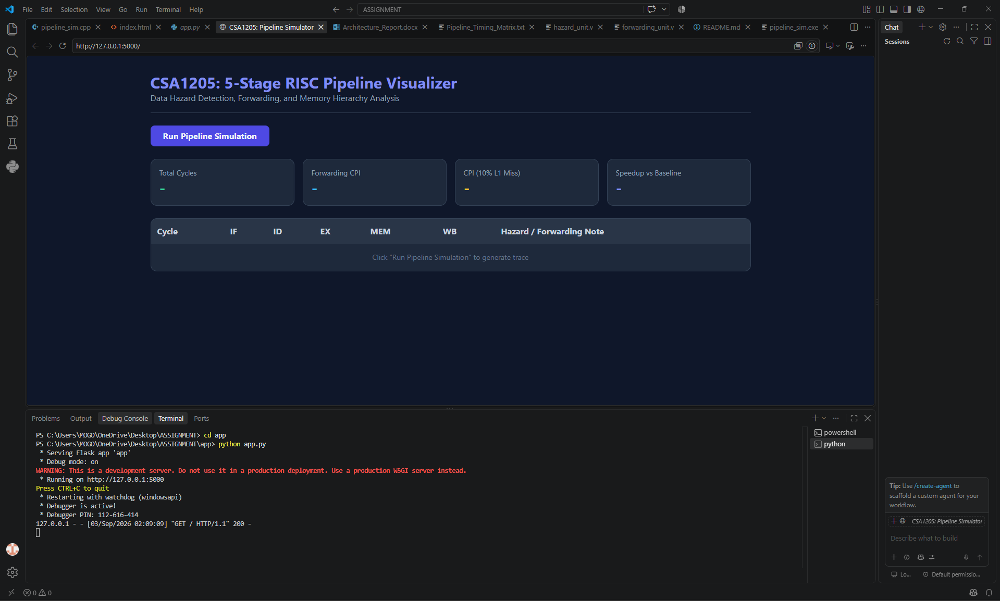 File Edit Selection View Go Run Terminal Help
ASSIGNMENT
pipeline_sim.cpp index.html app.py CSA1205: Pipeline Simulator Architecture_Report.docx Pipeline_Timing_Matrix.txt hazard_unit.v forwarding_unit.v README.md pipeline_sim.exe
http://127.0.0.1:5000/
CSA1205: 5-Stage RISC Pipeline Visualizer
Data Hazard Detection, Forwarding, and Memory Hierarchy Analysis
Run Pipeline Simulation
Total Cycles Forwarding CPI CPI (10% L1 Miss) Speedup vs Baseline
- - - -
Cycle IF ID EX MEM WB Hazard / Forwarding Note
Click "Run Pipeline Simulation" to generate trace
Problems Output Debug Console Terminal Ports
PS C:\Users\MOGO\OneDrive\Desktop\ASSIGNMENT> cd app
PS C:\Users\MOGO\OneDrive\Desktop\ASSIGNMENT\app> python app.py
* Serving Flask app 'app'
* Debug mode: on
WARNING: This is a development server. Do not use it in a production deployment. Use a production WSGI server instead.
* Running on http://127.0.0.1:5000
Press CTRL+C to quit
* Restarting with watchdog (windowsapi)
* Debugger is active!
* Debugger PIN: 112-616-414
127.0.0.1 - - [03/Sep/2026 02:09:09] "GET / HTTP/1.1" 200 -
powershell
python
Chat
Sessions
Tip: Use /create-agent to
scaffold a custom agent for your
workflow.
CSA1205: Pipeline Simulator
Describe what to build
Lo... Default permissio...
0 0